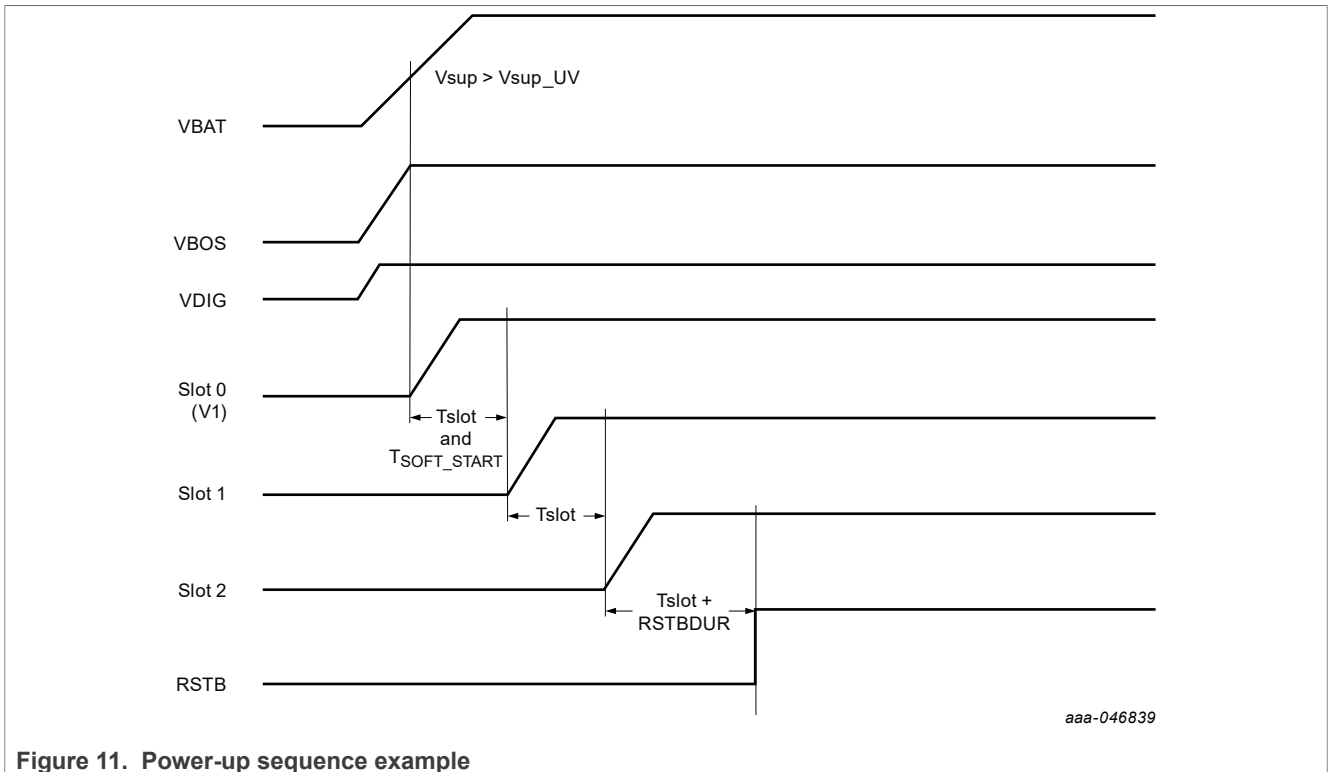 Vsup > Vsup_UV
VBAT
VBOS
VDIG
Slot 0
(V1)
Tslot
and
TSOFT_START
Slot 1
Tslot
Slot 2
Tslot +
RSTBDUR
RSTB
aaa-046839
Figure 11. Power-up sequence example